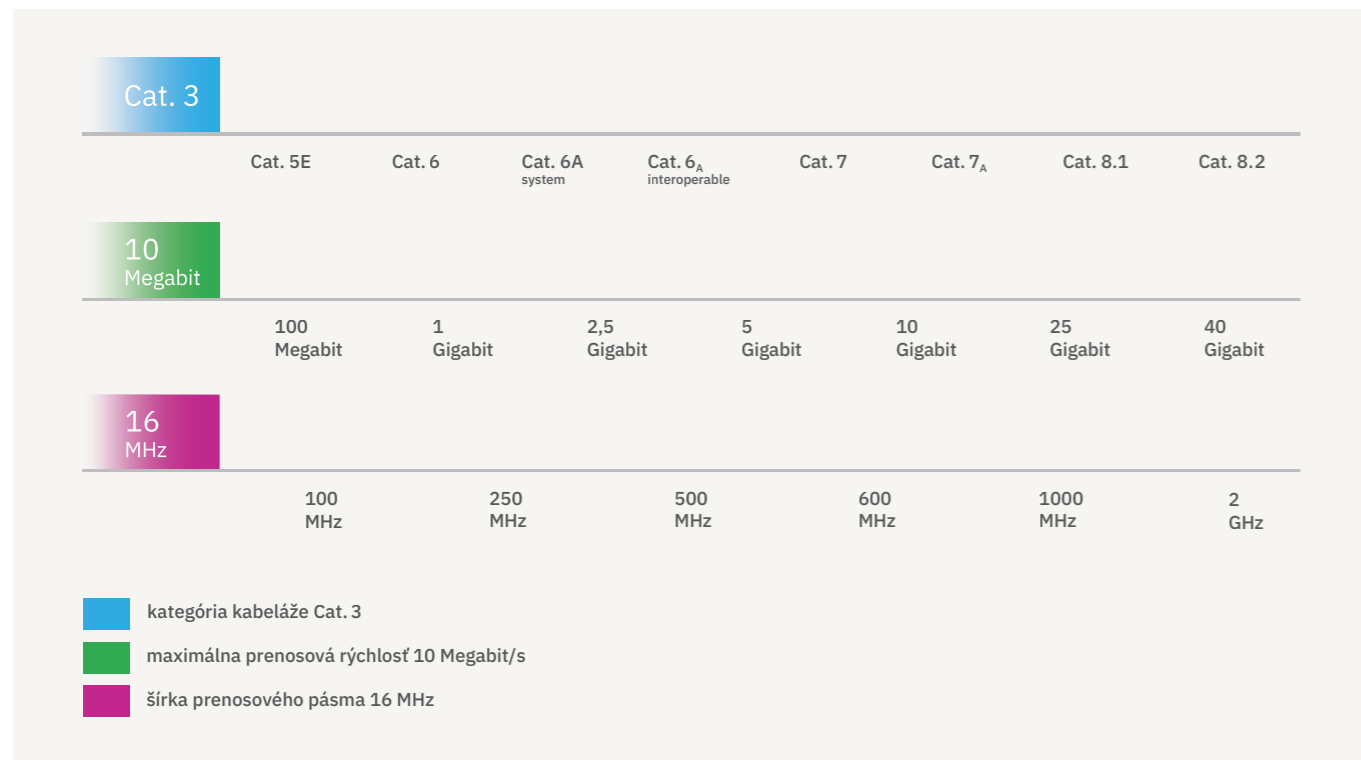 Cat. 3
Cat. 5E
Cat. 6
Cat. 6A
system
Cat. 6A
interoperable
Cat. 7
Cat. 7A
Cat. 8.1
Cat. 8.2
10
Megabit
100
Megabit
1
Gigabit
2,5
Gigabit
5
Gigabit
10
Gigabit
25
Gigabit
40
Gigabit
16
MHz
100
MHz
250
MHz
500
MHz
600
MHz
1000
MHz
2
GHz
kategória kabeláže Cat. 3
maximálna prenosová rýchlosť 10 Megabit/s
šírka prenosového pásma 16 MHz